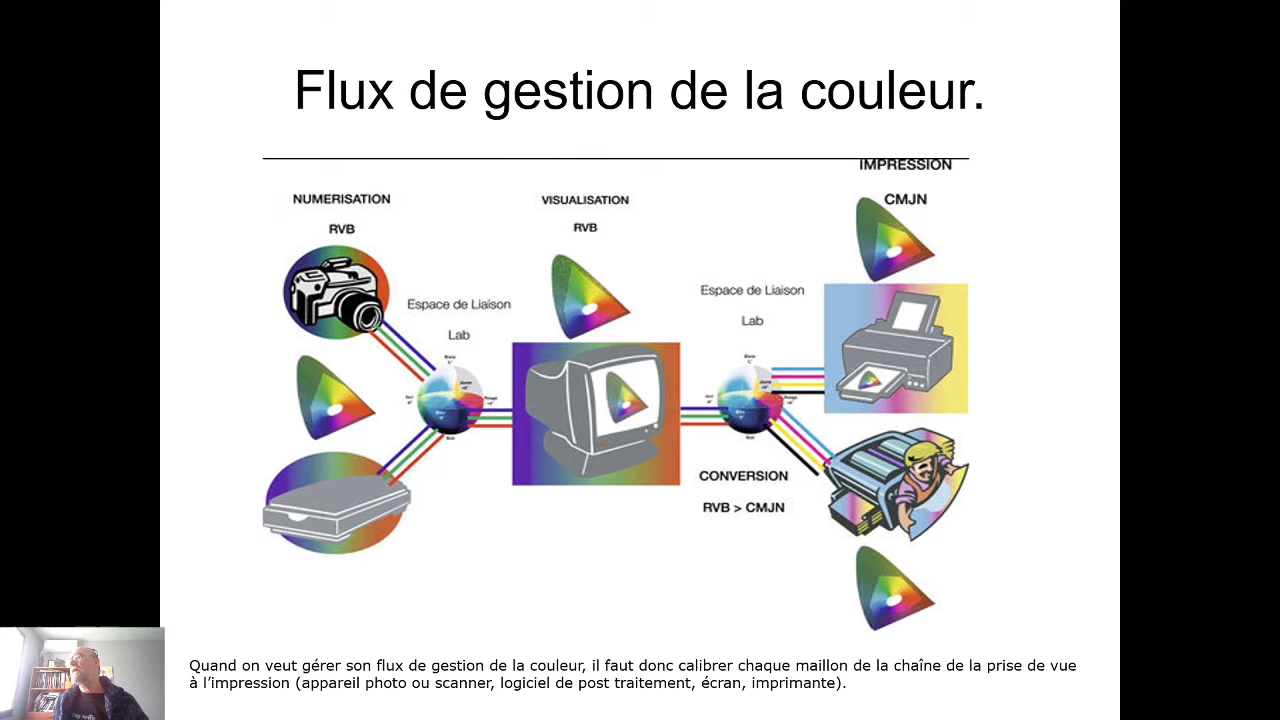 Flux de gestion de la couleur.
IMPRESSION
CMJN
NUMERISATION
RVB
VISUALISATION
RVB
Espace de Liaison
Lab
Espace de Liaison
Lab
CONVERSION
RVB > CMJN
Quand on veut gérer son flux de gestion de la couleur, il faut donc calibrer chaque maillon de la chaîne de la prise de vue
à l’impression (appareil photo ou scanner, logiciel de post traitement, écran, imprimante).